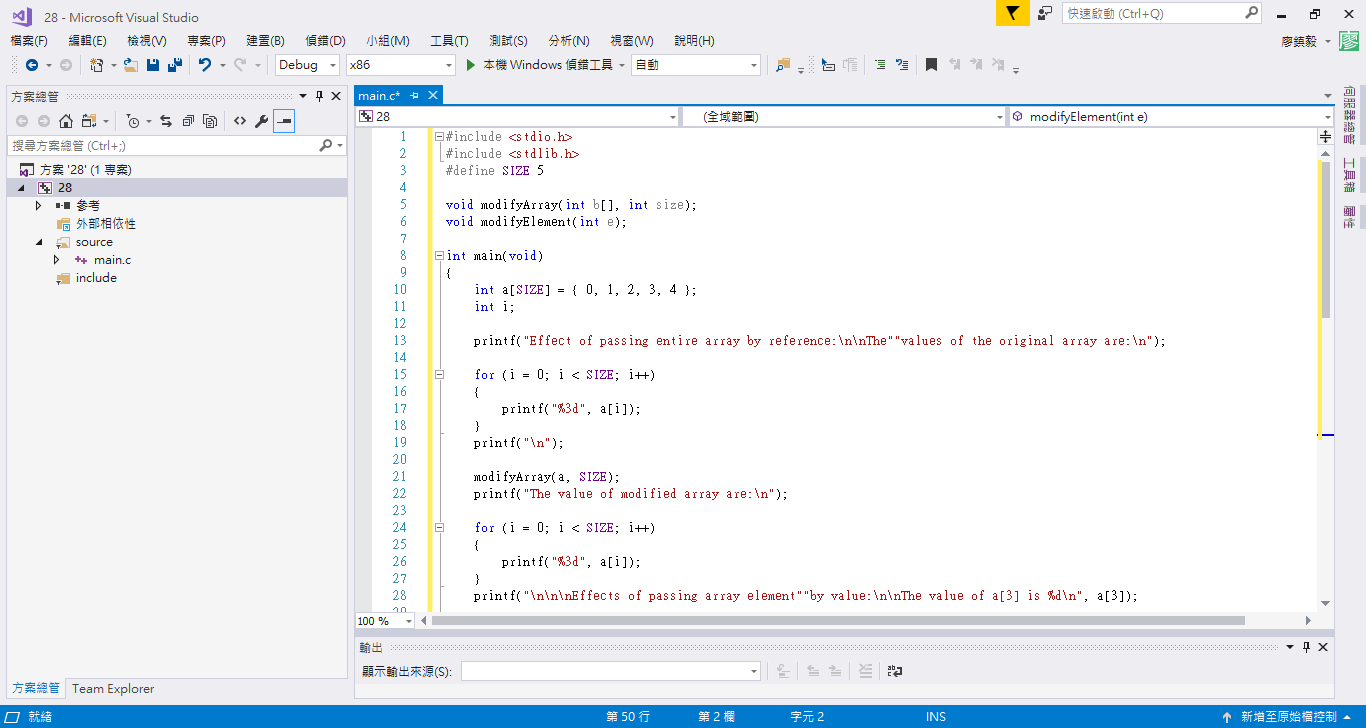 28 - Microsoft Visual Studio
快速啟動 (Ctrl+Q)
檔案(F) 編輯(E) 檢視(V) 專案(P) 建置(B) 偵錯(D) 小組(M) 工具(T) 測試(S) 分析(N) 視窗(W) 說明(H)
廖鎮毅 廖
Debug x86 本機 Windows 偵錯工具 自動
方案總管
搜尋方案總管 (Ctrl+;)
方案 '28' (1 專案)
28
參考
外部相依性
source
main.c
include
方案總管 Team Explorer
main.c*
28 (全域範圍) modifyElement(int e)
1 #include <stdio.h>
2 #include <stdlib.h>
3 #define SIZE 5
4
5 void modifyArray(int b[], int size);
6 void modifyElement(int e);
7
8 int main(void)
9 {
10 int a[SIZE] = { 0, 1, 2, 3, 4 };
11 int i;
12
13 printf("Effect of passing entire array by reference:\n\nThe""values of the original array are:\n");
14
15 for (i = 0; i < SIZE; i++)
16 {
17 printf("%3d", a[i]);
18 }
19 printf("\n");
20
21 modifyArray(a, SIZE);
22 printf("The value of modified array are:\n");
23
24 for (i = 0; i < SIZE; i++)
25 {
26 printf("%3d", a[i]);
27 }
28 printf("\n\n\nEffects of passing array element""by value:\n\nThe value of a[3] is %d\n", a[3]);
29
100 %
輸出
顯示輸出來源(S):
伺服器總管
工具箱
屬性
就緒 第 50 行 第 2 欄 字元 2 INS 新增至原始檔控制